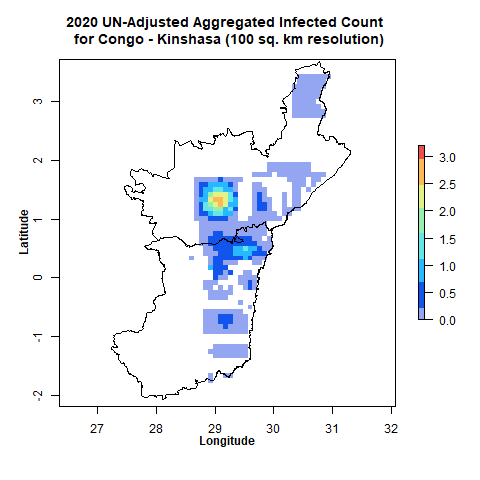 2020 UN-Adjusted Aggregated Infected Count
for Congo - Kinshasa (100 sq. km resolution)
3
2
1
0
-1
-2
Latitude
27 28 29 30 31 32
Longitude
3.0
2.5
2.0
1.5
1.0
0.5
0.0